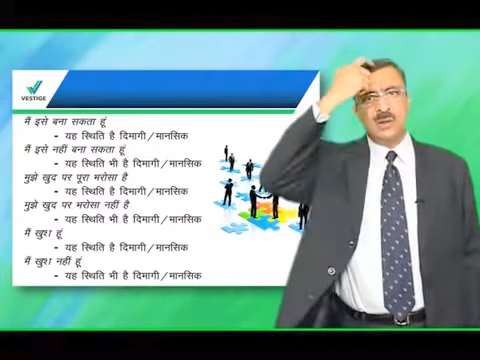 VESTIGE
मैं इसे बना सकता हूं
- यह स्थिति है दिमागी/मानसिक
मैं इसे नहीं बना सकता हूं
- यह स्थिति भी है दिमागी/मानसिक
मुझे खुद पर पूरा भरोसा है
- यह स्थिति है दिमागी/मानसिक
मुझे खुद पर भरोसा नहीं है
- यह स्थिति भी है दिमागी/मानसिक
मैं खुश हूं
- यह स्थिति है दिमागी/मानसिक
मैं खुश नहीं हूं
- यह स्थिति भी है दिमागी/मानसिक